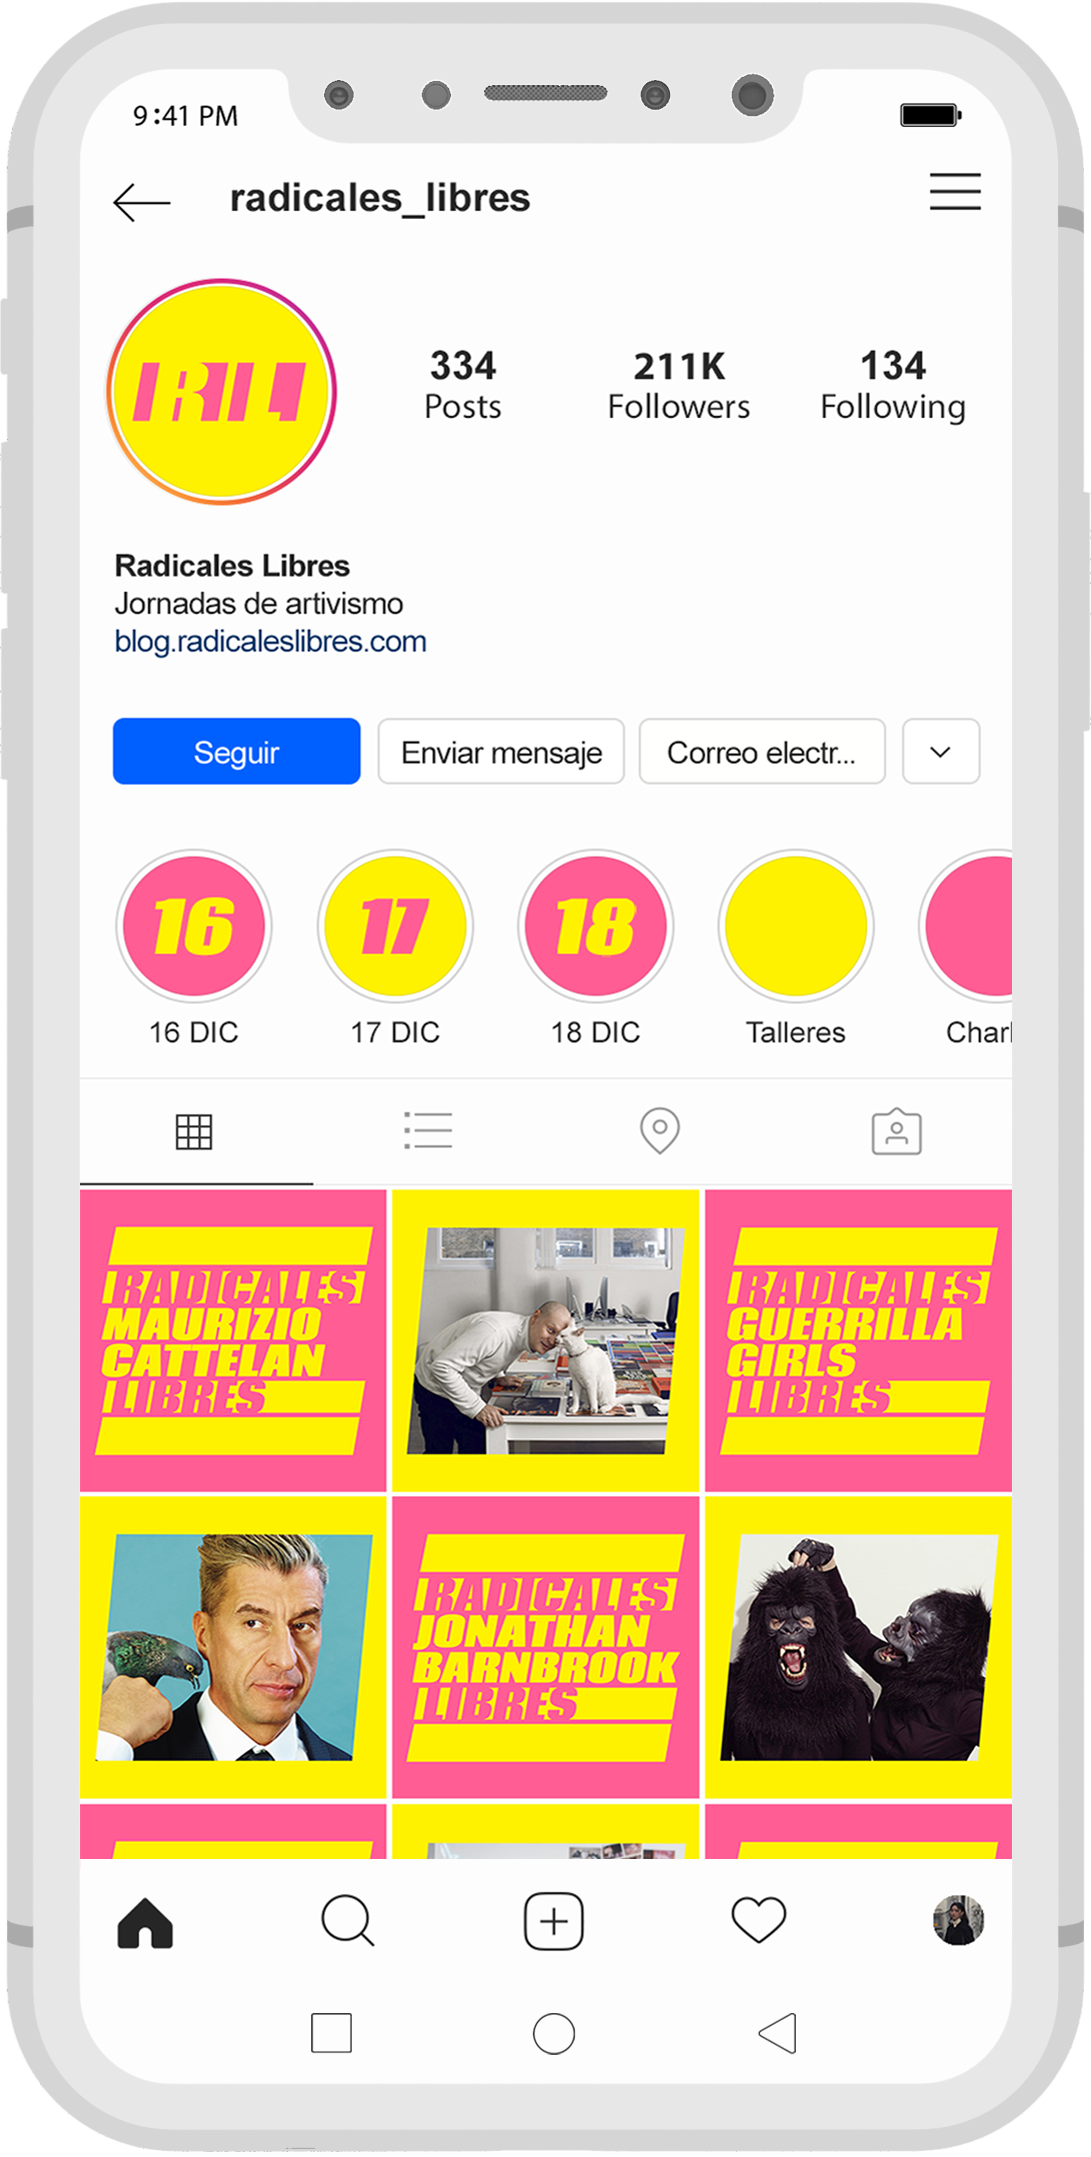 9:41 PM
radicales_libres
RL
334
Posts
211K
Followers
134
Following
Radicales Libres
Jornadas de artivismo
blog.radicaleslibres.com
Seguir
Enviar mensaje
Correo electr...
16
17
18
16 DIC
17 DIC
18 DIC
Talleres
Charl
RADICALES
MAURIZIO
CATTELAN
LIBRES
RADICALES
GUERRILLA
GIRLS
LIBRES
RADICALES
JONATHAN
BARNBROOK
LIBRES